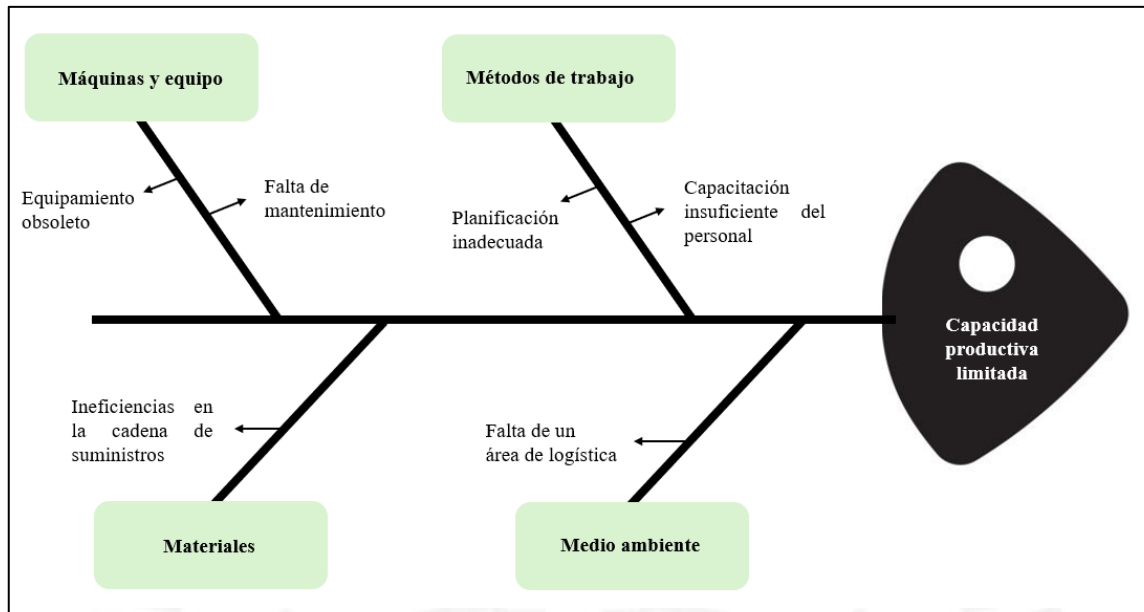 Máquinas y equipo
Métodos de trabajo
Equipamiento
obsoleto
Falta de
mantenimiento
Planificación
inadecuada
Capacitación
insuficiente del
personal
Capacidad
productiva
limitada
Ineficiencias en
la cadena de
suministros
Falta de un
área de logística
Materiales
Medio ambiente